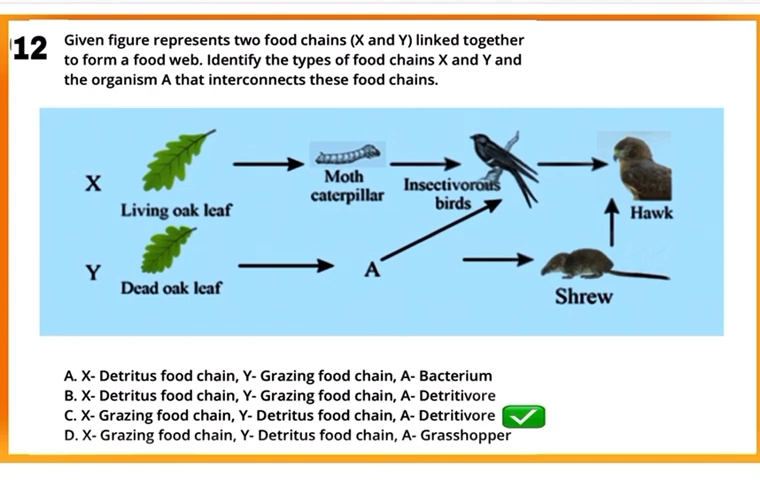 12
Given figure represents two food chains (X and Y) linked together
to form a food web. Identify the types of food chains X and Y and
the organism A that interconnects these food chains.
X
Living oak leaf
Moth
caterpillar
Insectivorous
birds
Hawk
Y
Dead oak leaf
A
Shrew
A. X- Detritus food chain, Y- Grazing food chain, A- Bacterium
B. X- Detritus food chain, Y- Grazing food chain, A- Detritivore
C. X- Grazing food chain, Y- Detritus food chain, A- Detritivore
D. X- Grazing food chain, Y- Detritus food chain, A- Grasshopper